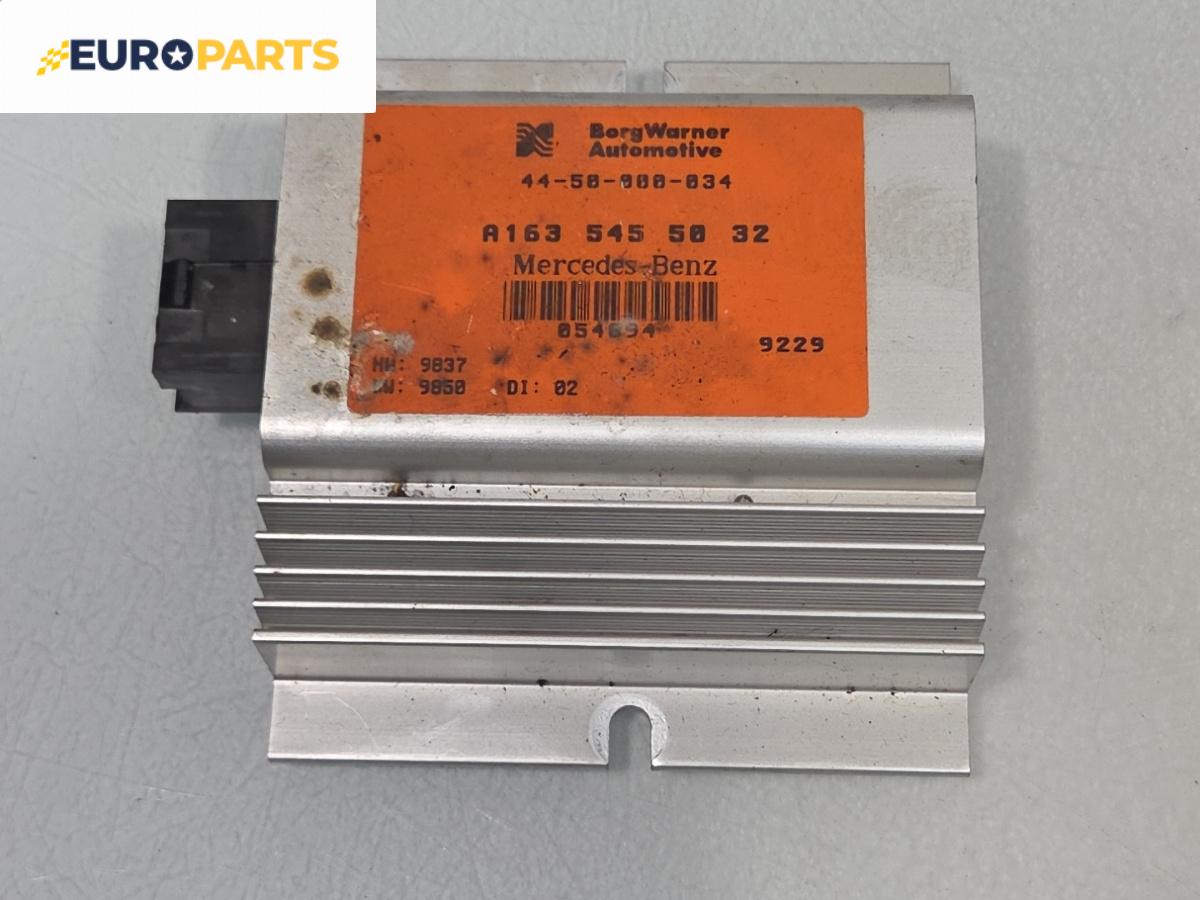 EUROPARTS
BorgWarner
Automotive
44-50-000-034
A163 545 50 32
Mercedes-Benz
9229
HW: 9837
SW: 9850 DI: 02